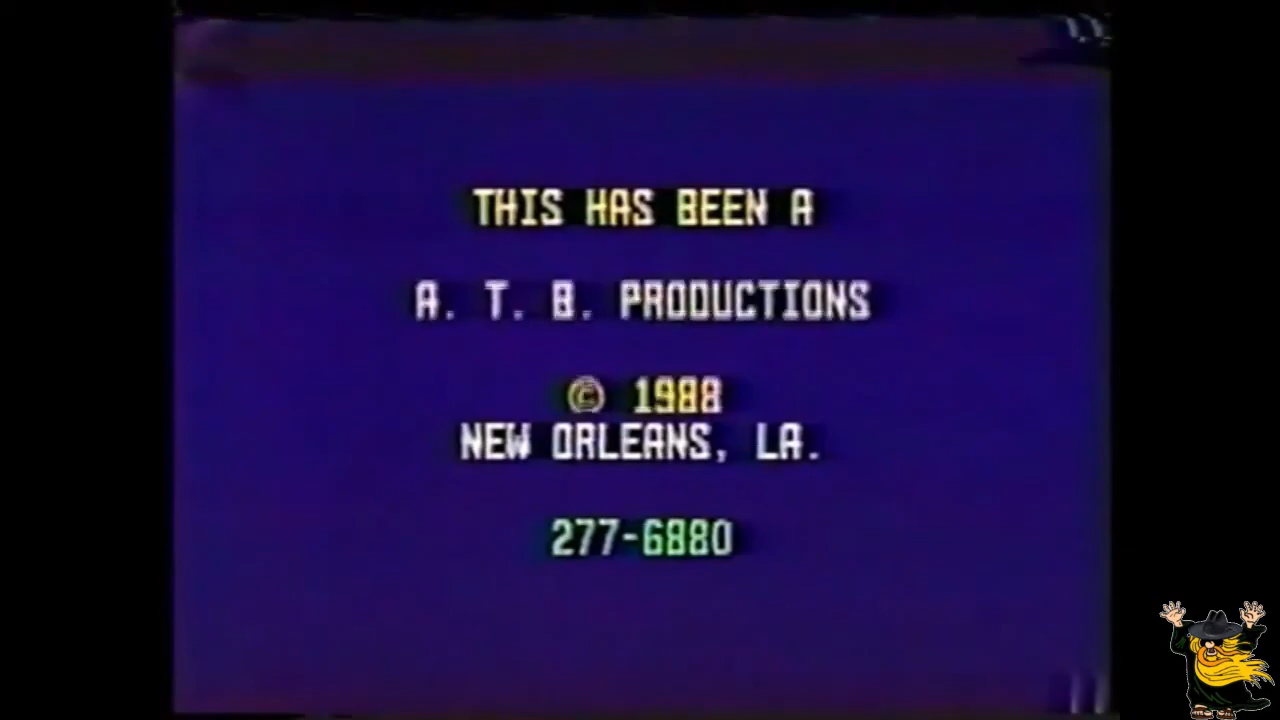 THIS HAS BEEN A
A. T. B. PRODUCTIONS
© 1988
NEW ORLEANS, LA.
277-6880